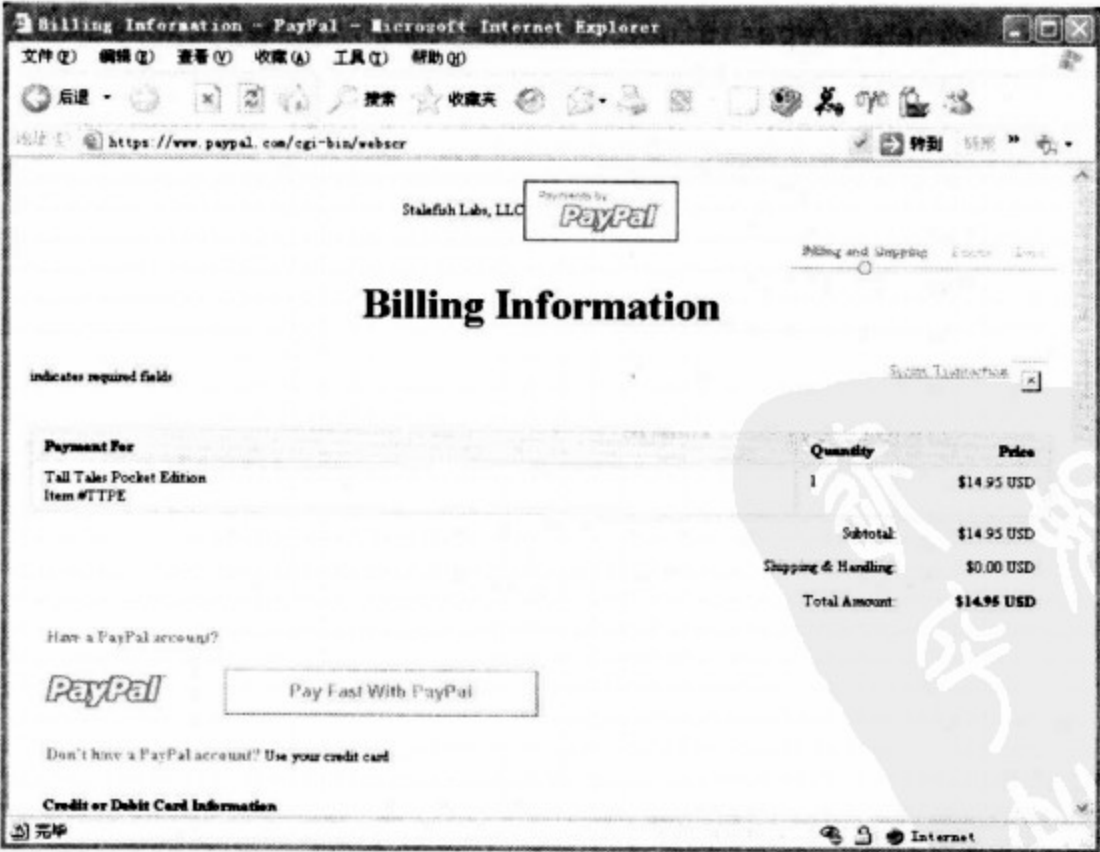 Billing Information - PayPal - Microsoft Internet Explorer
文件(F) 编辑(E) 查看(V) 收藏(A) 工具(T) 帮助(H)
后退 搜索 收藏夹
https://www.paypal.com/cgi-bin/webscr 转到 »
Stalefish Labs, LLC Payments by PayPal
Billing and Shipping
Billing Information
indicates required fields
Secure Transaction
Payment For Quantity Price
Tall Tales Pocket Edition 1 $14.95 USD
Item #TTPE
Subtotal: $14.95 USD
Shipping & Handling: $0.00 USD
Total Amount: $14.95 USD
Have a PayPal account?
PayPal Pay Fast With PayPal
Don't have a PayPal account? Use your credit card
Credit or Debit Card Information
完毕 Internet